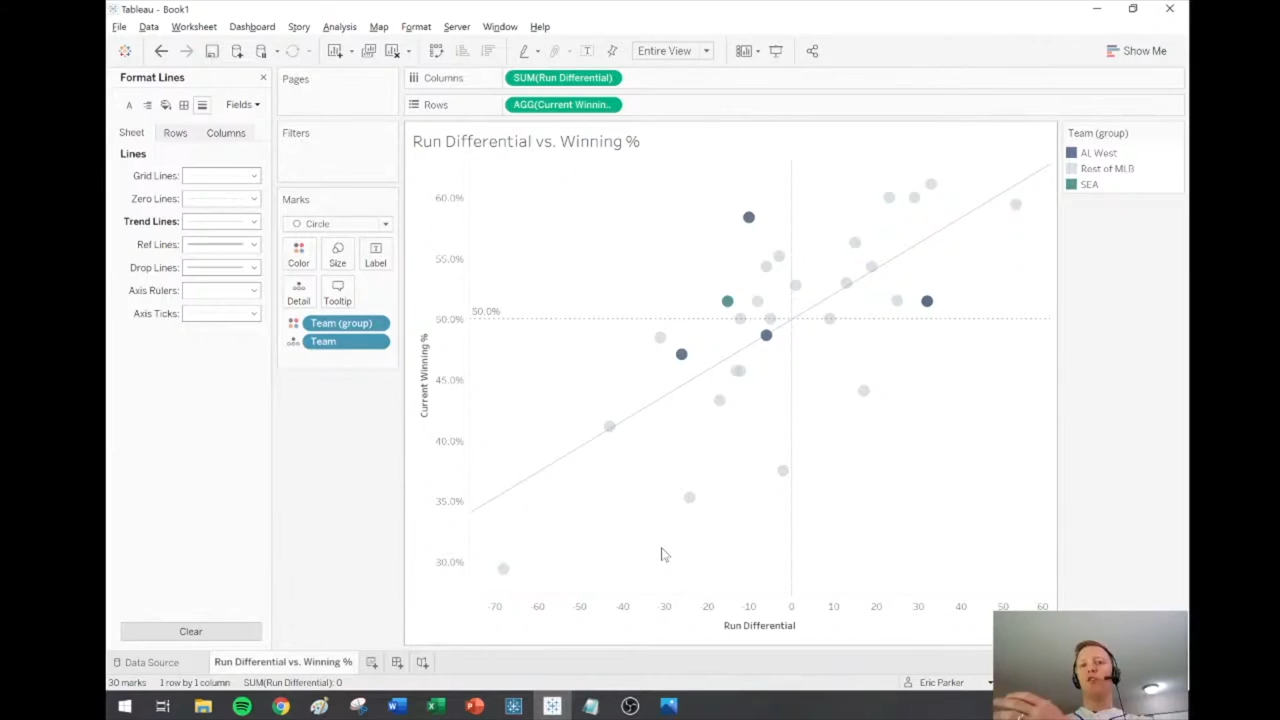 Tableau - Book1
File Data Worksheet Dashboard Story Analysis Map Format Server Window Help
Entire View
Show Me
Format Lines
Fields
Sheet Rows Columns
Lines
Grid Lines:
Zero Lines:
Trend Lines:
Ref Lines:
Drop Lines:
Axis Rulers:
Axis Ticks:
Clear
Pages
Filters
Marks
Circle
Color Size Label
Detail Tooltip
Team (group)
Team
Columns SUM(Run Differential)
Rows AGG(Current Winnin..
Run Differential vs. Winning %
60.0%
55.0%
50.0%
50.0%
45.0%
40.0%
35.0%
30.0%
Current Winning %
-70 -60 -50 -40 -30 -20 -10 0 10 20 30 40 50 60
Run Differential
Team (group)
AL West
Rest of MLB
SEA
Data Source Run Differential vs. Winning %
30 marks 1 row by 1 column SUM(Run Differential): 0 Eric Parker